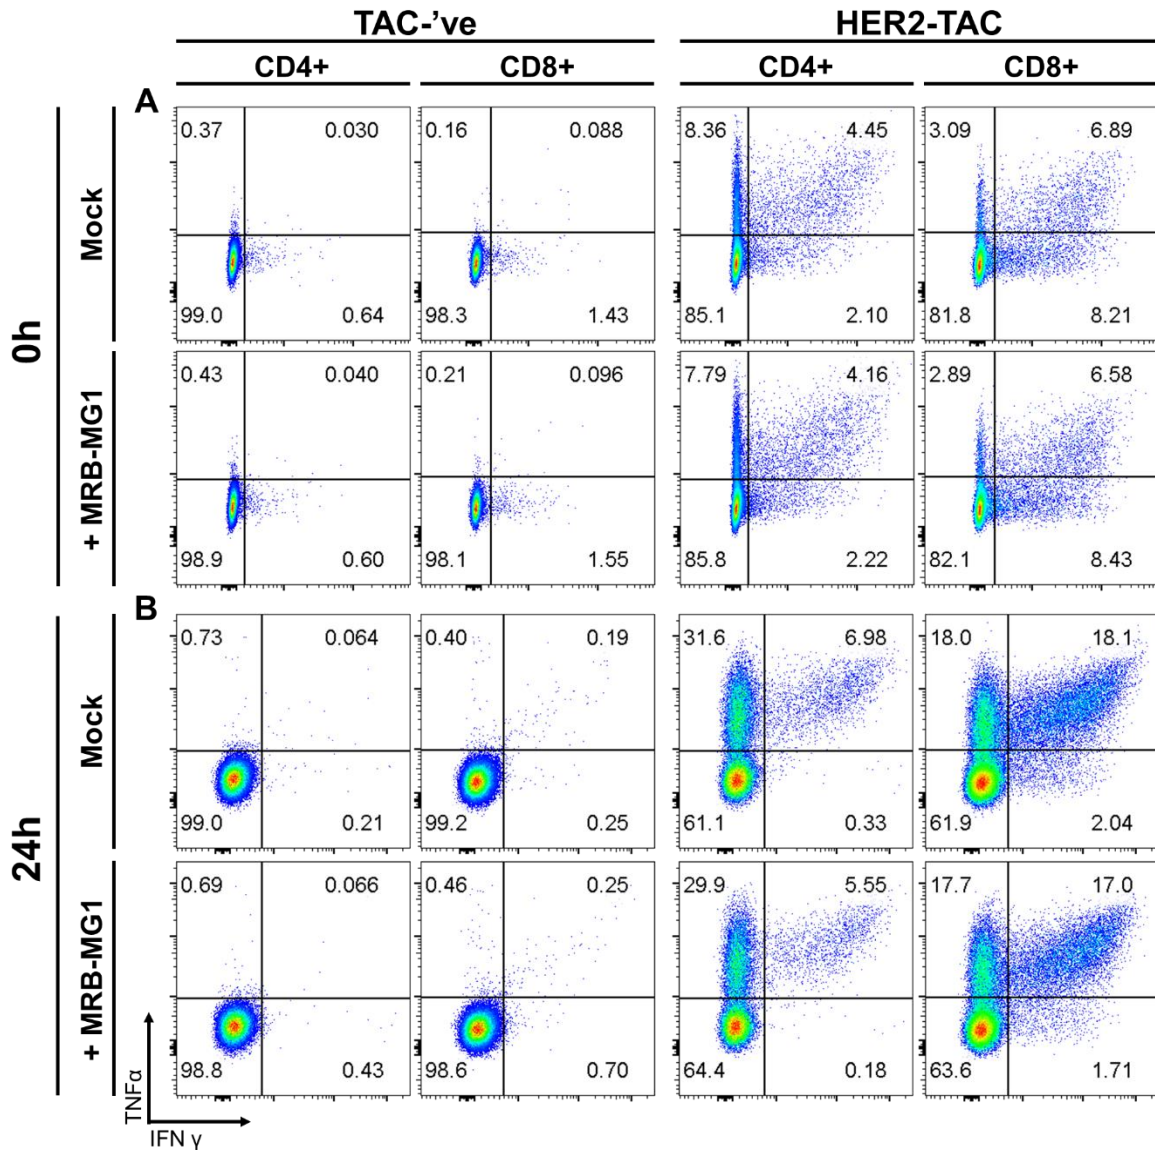 TAC-’ve HER2-TAC
CD4+ CD8+ CD4+ CD8+
A
0h
Mock
0.37 0.030 0.16 0.088 8.36 4.45 3.09 6.89
99.0 0.64 98.3 1.43 85.1 2.10 81.8 8.21
+ MRB-MG1
0.43 0.040 0.21 0.096 7.79 4.16 2.89 6.58
98.9 0.60 98.1 1.55 85.8 2.22 82.1 8.43
B
24h
Mock
0.73 0.064 0.40 0.19 31.6 6.98 18.0 18.1
99.0 0.21 99.2 0.25 61.1 0.33 61.9 2.04
+ MRB-MG1
0.69 0.066 0.46 0.25 29.9 5.55 17.7 17.0
98.8 0.43 98.6 0.70 64.4 0.18 63.6 1.71
TNFα
IFN γ